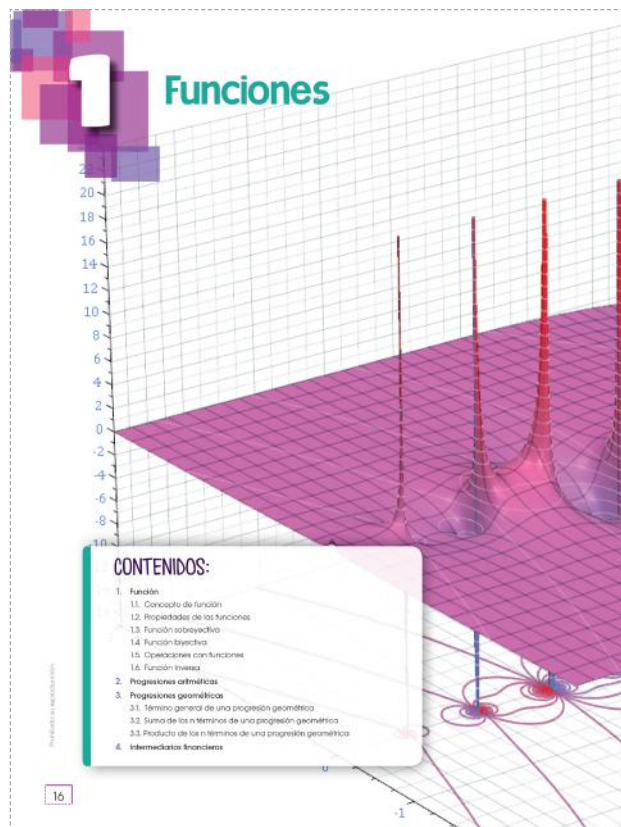 1
Funciones
22
20
18
16
14
12
10
8
6
4
2
0
-2
-4
-6
-8
-10
CONTENIDOS:
1. Función
1.1. Concepto de función
1.2. Propiedades de las funciones
1.3. Función sobreyectiva
1.4. Función biyectiva
1.5. Operaciones con funciones
1.6. Función inversa
2. Progresiones aritméticas
3. Progresiones geométricas
3.1. Término general de una progresión geométrica
3.2. Suma de los n términos de una progresión geométrica
3.3. Producto de los n términos de una progresión geométrica
4. Intermediarios financieros
0
-1
Prohibida su reproducción
16